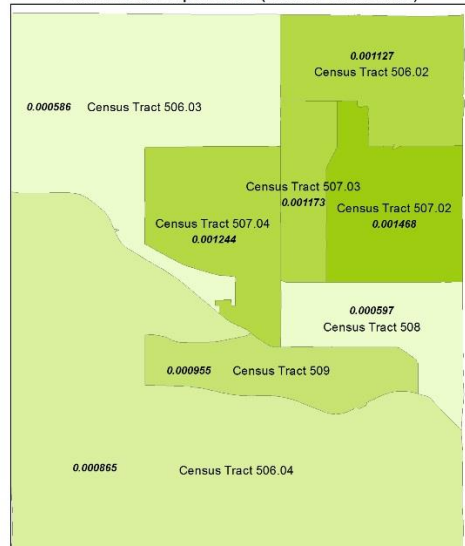 0.001127
Census Tract 506.02
0.000586 Census Tract 506.03
Census Tract 507.03
0.001173
Census Tract 507.04
0.001244
Census Tract 507.02
0.001468
0.000597
Census Tract 508
0.000955 Census Tract 509
0.000865 Census Tract 506.04